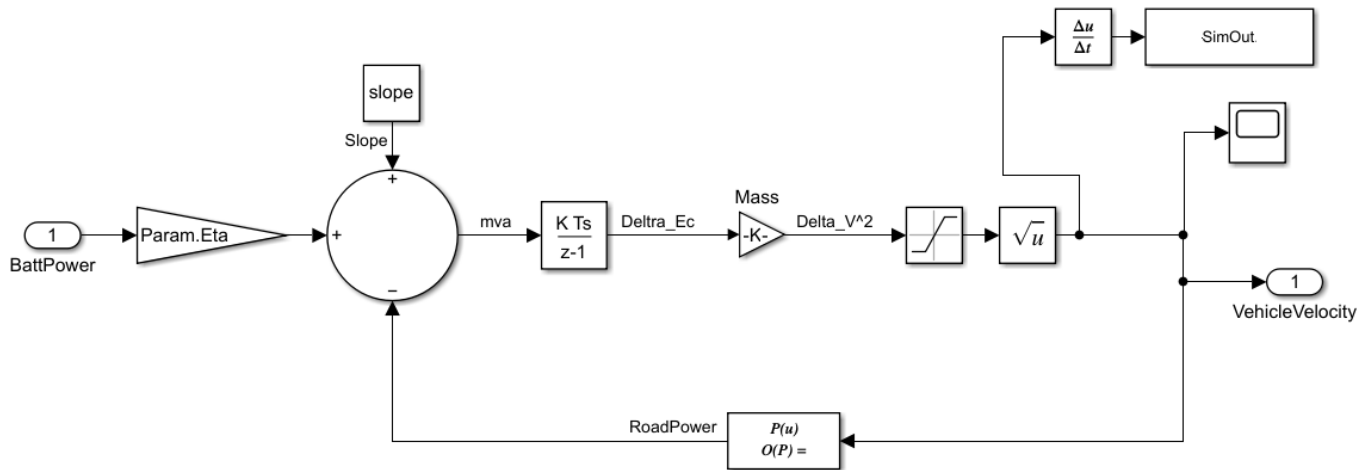 Δu
Δt
SimOut
slope
Slope
+
Mass
1
Param.Eta
+
mva
K Ts
z-1
Deltra_Ec
-K-
Delta_V^2
√u
BattPower
−
1
VehicleVelocity
RoadPower
P(u)
O(P) =